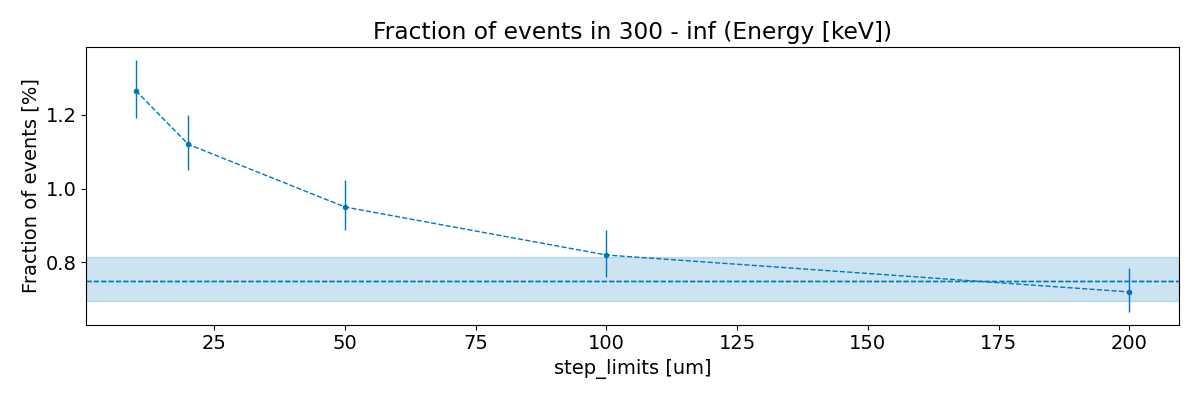 Fraction of events in 300 - inf (Energy [keV])
Fraction of events [%]
1.2
1.0
0.8
25 50 75 100 125 150 175 200
step_limits [um]